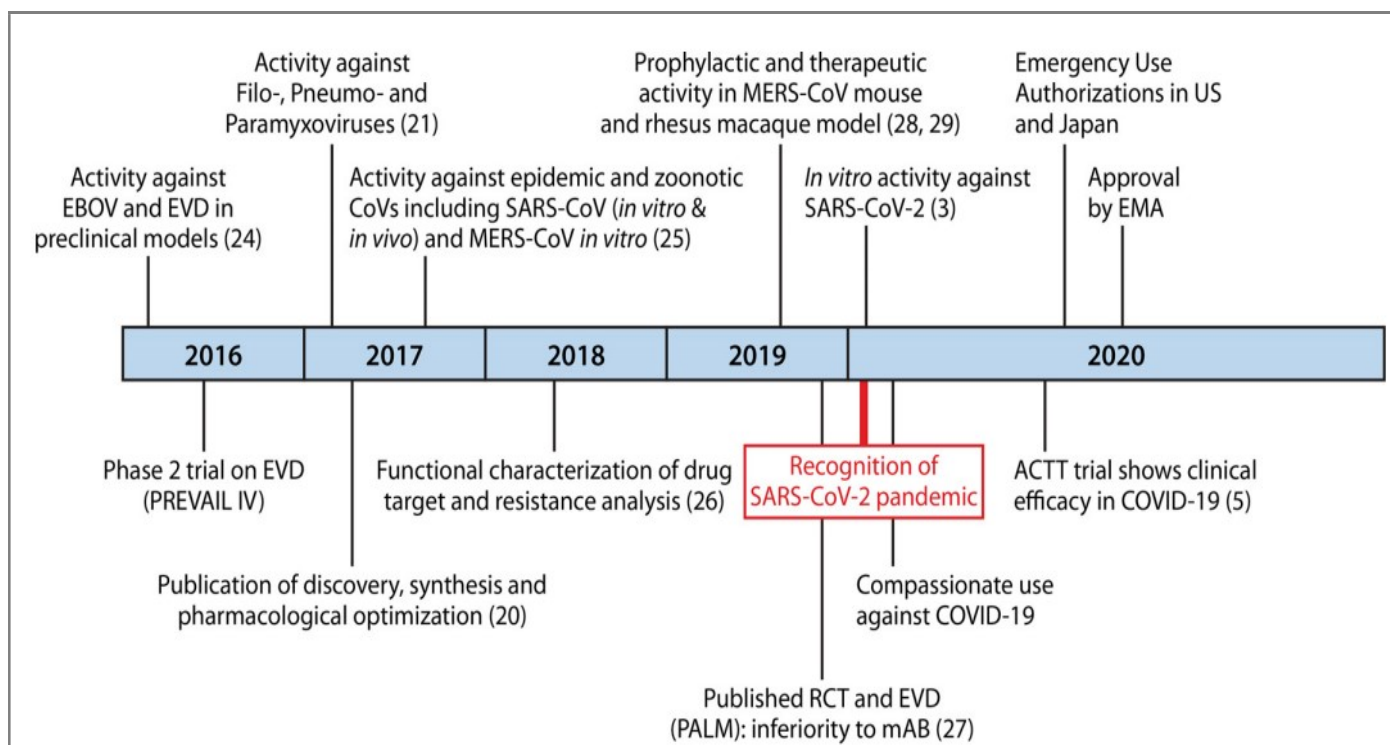 Activity against
Filo-, Pneumo- and
Paramyxoviruses (21)
Prophylactic and therapeutic
activity in MERS-CoV mouse
and rhesus macaque model (28, 29)
Emergency Use
Authorizations in US
and Japan
Activity against
EBOV and EVD in
preclinical models (24)
Activity against epidemic and zoonotic
CoVs including SARS-CoV (in vitro &
in vivo) and MERS-CoV in vitro (25)
In vitro activity against
SARS-CoV-2 (3)
Approval
by EMA
2016
2017
2018
2019
2020
Phase 2 trial on EVD
(PREVAIL IV)
Functional characterization of drug
target and resistance analysis (26)
Recognition of
SARS-CoV-2 pandemic
ACTT trial shows clinical
efficacy in COVID-19 (5)
Publication of discovery, synthesis and
pharmacological optimization (20)
Compassionate use
against COVID-19
Published RCT and EVD
(PALM): inferiority to mAB (27)